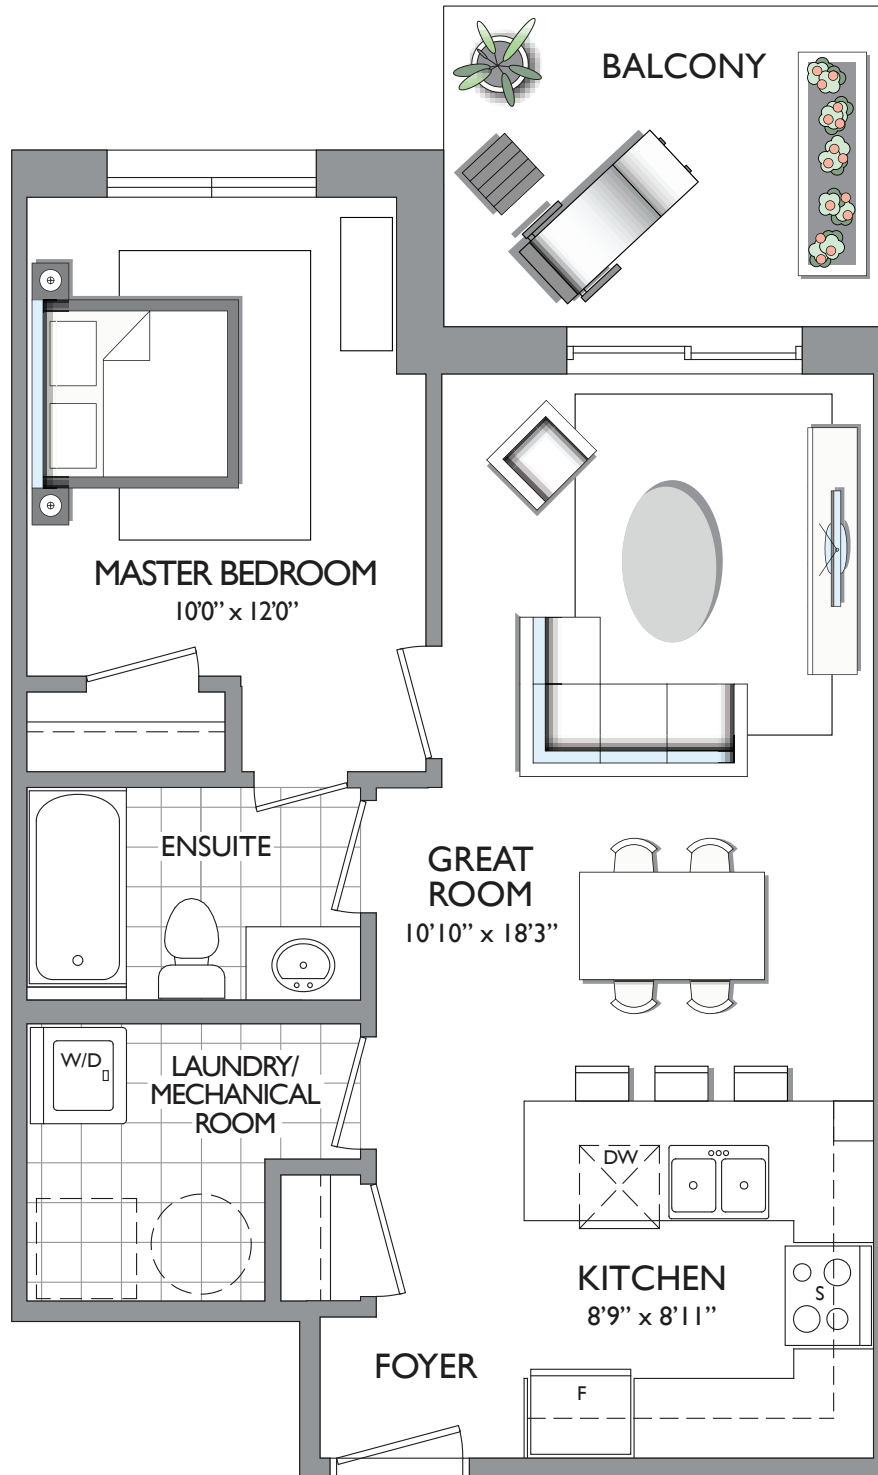 BALCONY
MASTER BEDROOM
10'0” x 12'0”
ENSUITE
GREAT
ROOM
10'10” x 18'3”
W/D
LAUNDRY/
MECHANICAL
ROOM
DW
KITCHEN
8'9” x 8'11”
S
FOYER
F